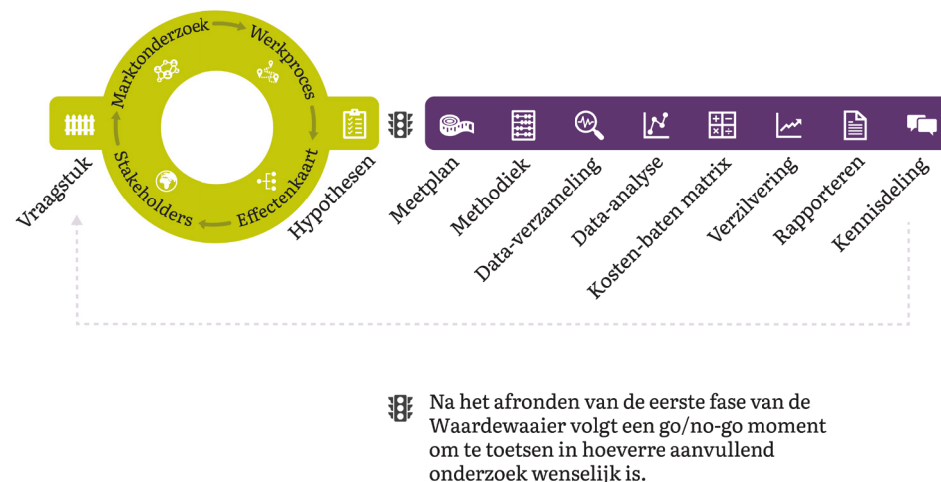 Vraagstuk
Marktonderzoek
Werkproces
Effectenkaart
Stakeholders
Hypothesen
Meetplan
Methodiek
Data-verzameling
Data-analyse
Kosten-baten matrix
Verzilvering
Rapporteren
Kennisdeling
Na het afronden van de eerste fase van de
Waardewaaier volgt een go/no-go moment
om te toetsen in hoeverre aanvullend
onderzoek wenselijk is.